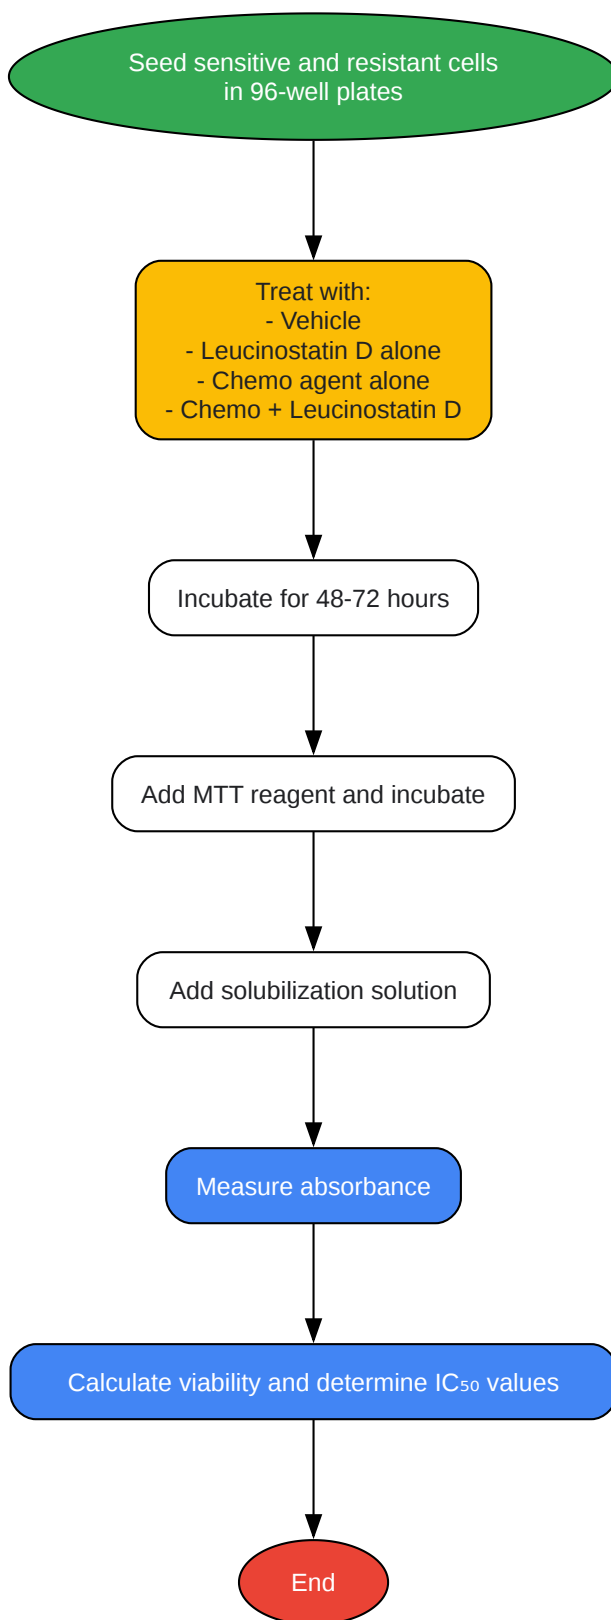 Seed sensitive and resistant cells
in 96-well plates
Treat with:
- Vehicle
- Leucinostatin D alone
- Chemo agent alone
- Chemo + Leucinostatin D
Incubate for 48-72 hours
Add MTT reagent and incubate
Add solubilization solution
Measure absorbance
Calculate viability and determine IC₅₀ values
End